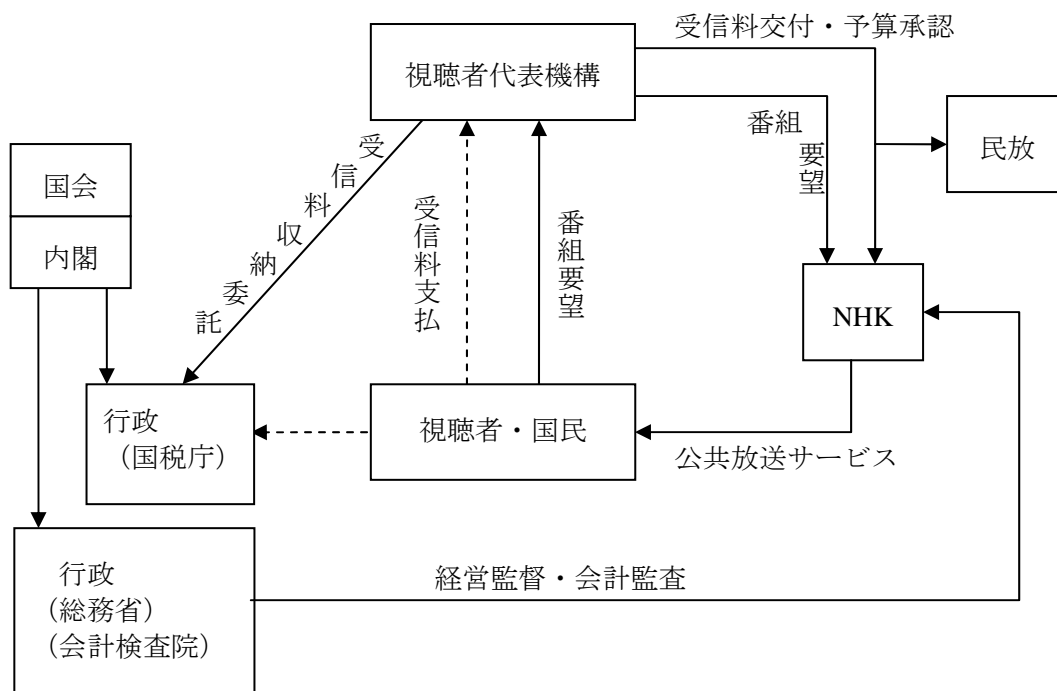 受信料交付・予算承認
視聴者代表機構
番組
要望
民放
国会
内閣
受信料収納委託
受信料支払
番組要望
NHK
行政
（国税庁）
視聴者・国民
公共放送サービス
行政
（総務省）
（会計検査院）
経営監督・会計監査